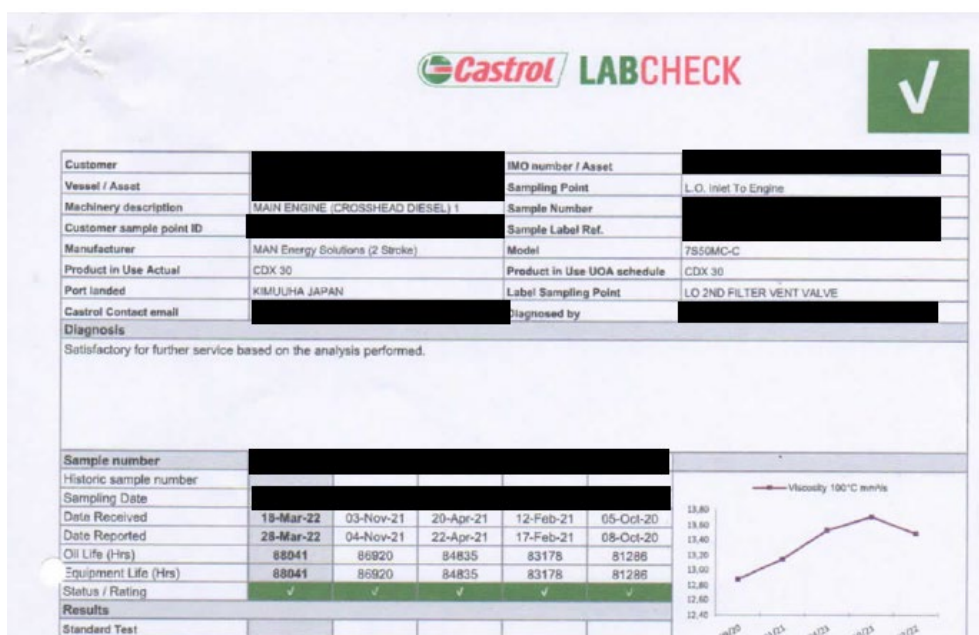 Castrol LABCHECK
Customer IMO number / Asset
Vessel / Asset Sampling Point L.O. Inlet To Engine
Machinery description MAIN ENGINE (CROSSHEAD DIESEL) 1 Sample Number
Customer sample point ID Sample Label Ref.
Manufacturer MAN Energy Solutions (2 Stroke) Model 7S50MC-C
Product in Use Actual CDX 30 Product in Use UOA schedule CDX 30
Port landed KIMUUHA JAPAN Label Sampling Point LO 2ND FILTER VENT VALVE
Castrol Contact email Diagnosed by
Diagnosis
Satisfactory for further service based on the analysis performed.
Sample number
Historic sample number
Sampling Date
Date Received 18-Mar-22 03-Nov-21 20-Apr-21 12-Feb-21 05-Oct-20
Date Reported 28-Mar-22 04-Nov-21 22-Apr-21 17-Feb-21 08-Oct-20
Oil Life (Hrs) 88041 86920 84835 83178 81286
Equipment Life (Hrs) 88041 86920 84835 83178 81286
Status / Rating √ √ √ √ √
Results
Standard Test
Viscosity 100°C mm²/s
13,80
13,60
13,40
13,20
13,00
12,80
12,60
12,40